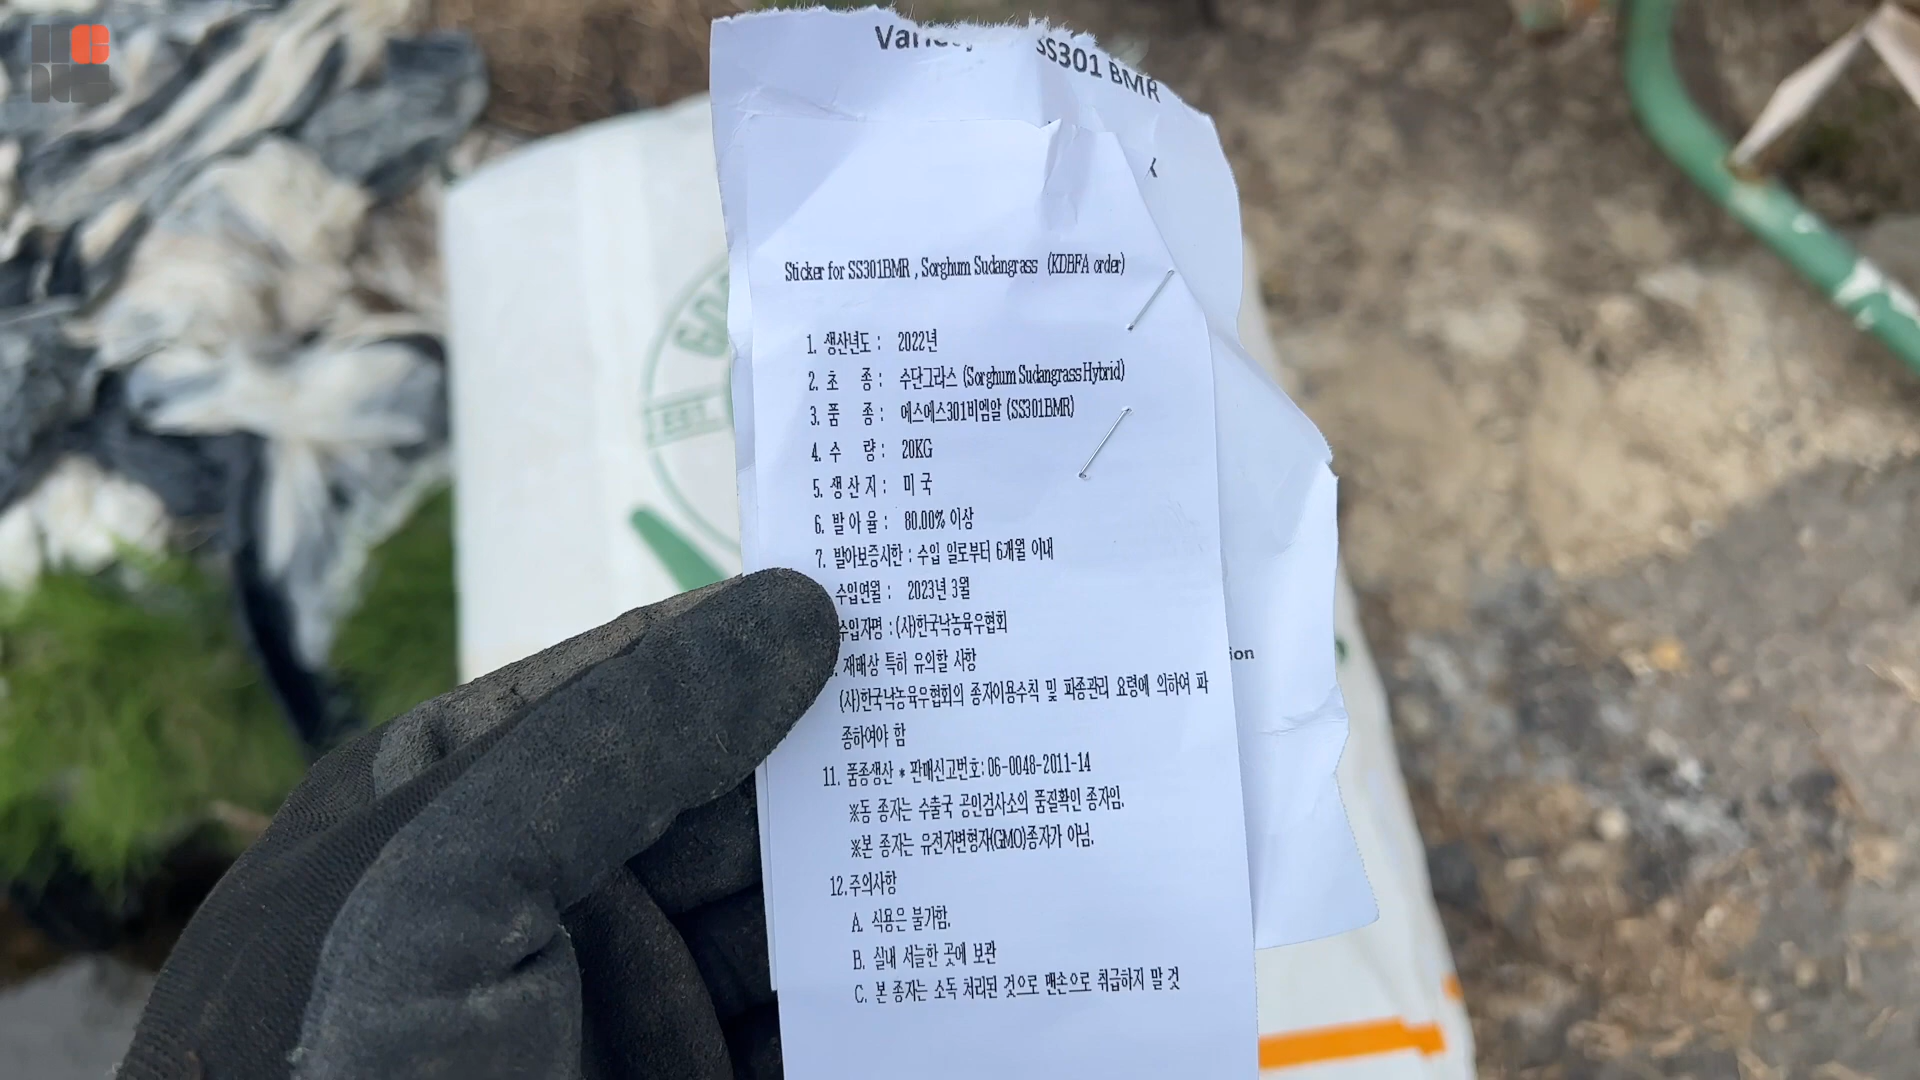 SS301 BMR
Sticker for SS301BMR , Sorghum Sudangrass (KDBFA order)
1. 생산년도 : 2022년
2. 초 종 : 수단그라스 (Sorghum Sudangrass Hybrid)
3. 품 종 : 에스에스301비엠알 (SS301BMR)
4. 수 량 : 20KG
5. 생 산 지 : 미 국
6. 발 아 율 : 80.00% 이상
7. 발아보증시한 : 수입 일로부터 6개월 이내
수입연월 : 2023년 3월
수입자명 : (사)한국낙농육우협회
재배상 특히 유의할 사항
(사)한국낙농육우협회의 종자이용수칙 및 파종관리 요령에 의하여 파
종하여야 함
11. 품종생산 * 판매신고번호: 06-0048-2011-14
※동 종자는 수출국 공인검사소의 품질확인 종자임.
※본 종자는 유전자변형자(GMO)종자가 아님.
12.주의사항
A. 식용은 불가함.
B. 실내 서늘한 곳에 보관
C. 본 종자는 소독 처리된 것으로 맨손으로 취급하지 말 것
EST.
ion